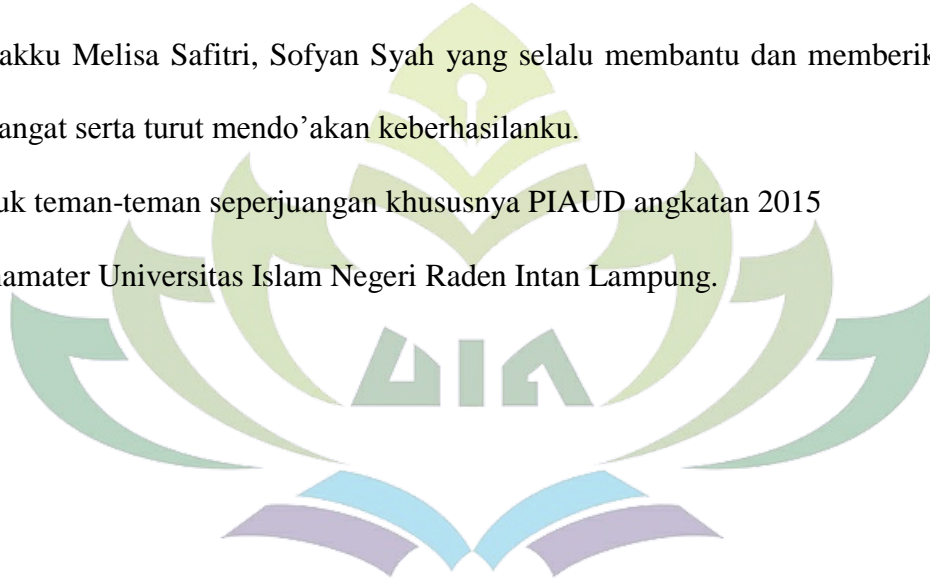 akku Melisa Safitri, Sofyan Syah yang selalu membantu dan memberik
angat serta turut mendo’akan keberhasilanku.
uk teman-teman seperjuangan khususnya PIAUD angkatan 2015
amater Universitas Islam Negeri Raden Intan Lampung.
UIN